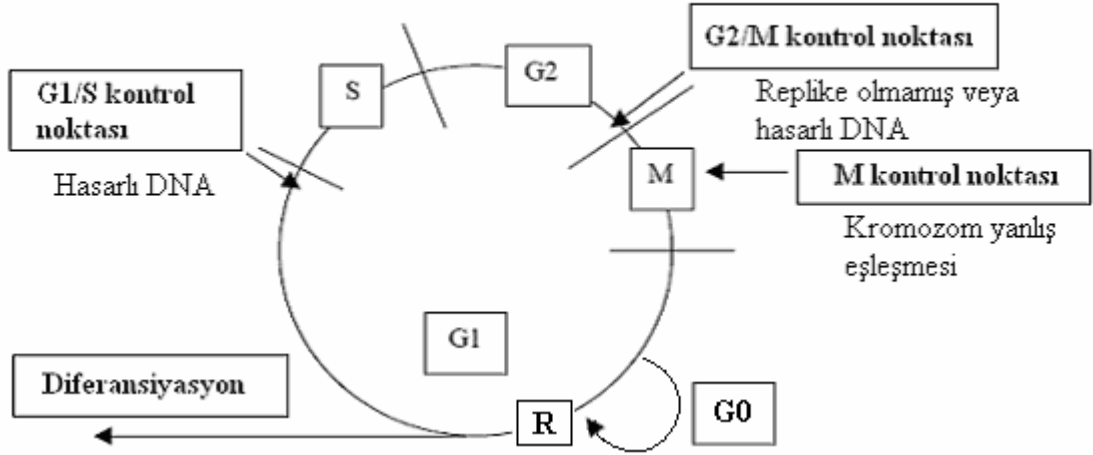 G2/M kontrol noktası
Replike olmamış veya
hasarlı DNA
G1/S kontrol
noktası
Hasarlı DNA
S
G2
M
M kontrol noktası
Kromozom yanlış
eşleşmesi
G1
Diferansiyasyon
R
G0